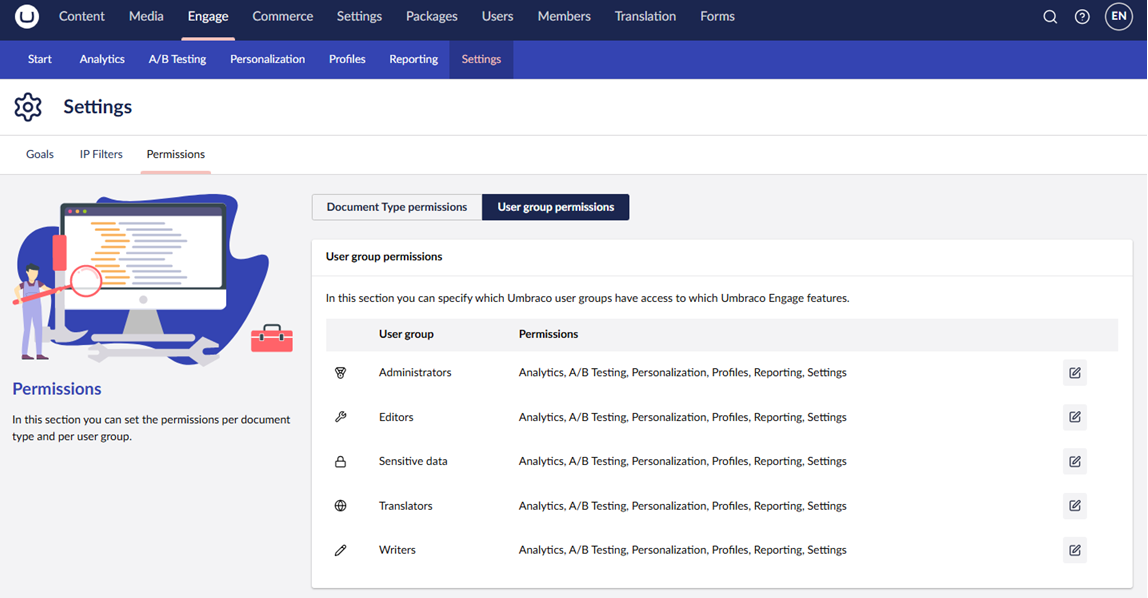 Content Media Engage Commerce Settings Packages Users Members Translation Forms EN
Start Analytics A/B Testing Personalization Profiles Reporting Settings
Settings
Goals IP Filters Permissions
Document Type permissions User group permissions
User group permissions
In this section you can specify which Umbraco user groups have access to which Umbraco Engage features.
User group Permissions
Administrators Analytics, A/B Testing, Personalization, Profiles, Reporting, Settings
Editors Analytics, A/B Testing, Personalization, Profiles, Reporting, Settings
Sensitive data Analytics, A/B Testing, Personalization, Profiles, Reporting, Settings
Translators Analytics, A/B Testing, Personalization, Profiles, Reporting, Settings
Writers Analytics, A/B Testing, Personalization, Profiles, Reporting, Settings
Permissions
In this section you can set the permissions per document
type and per user group.